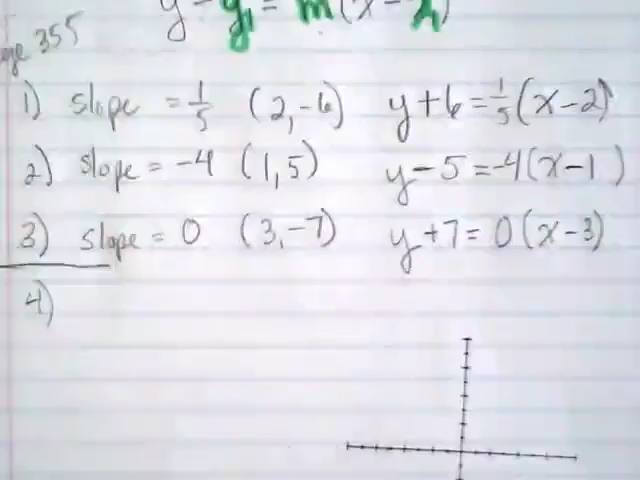 y - y₁ = m(x - x₁)
page 355
1) slope = 1/5 (2,-6) y+6 = 1/5(x-2)
2) slope = -4 (1,5) y-5 = -4(x-1)
3) slope = 0 (3,-7) y+7 = 0(x-3)
4)